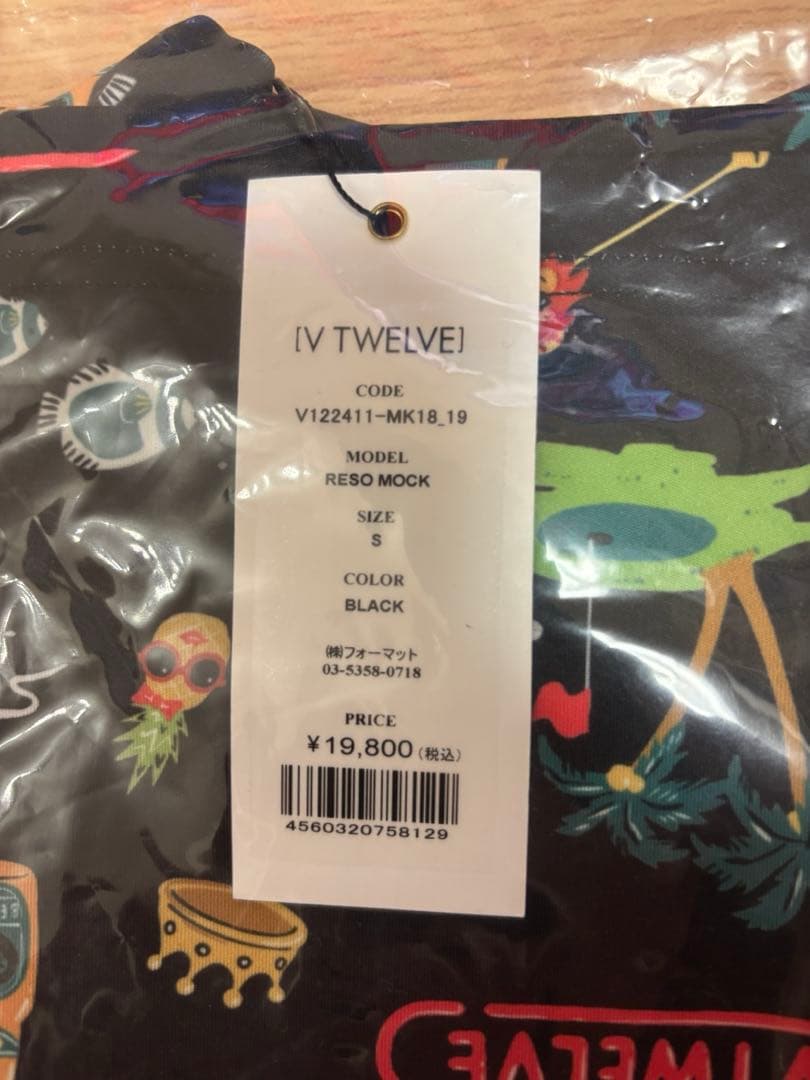 [V TWELVE]
CODE
V122411-MK18_19
MODEL
RESO MOCK
SIZE
S
COLOR
BLACK
㈱フォーマット
03-5358-0718
PRICE
¥19,800(税込)
4560320758129
TWELVE